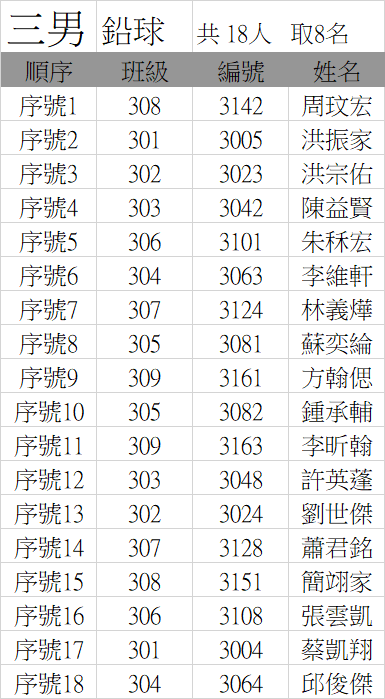 三男 鉛球 共 18人 取8名
順序 班級 編號 姓名
序號1 308 3142 周玟宏
序號2 301 3005 洪振家
序號3 302 3023 洪宗佑
序號4 303 3042 陳益賢
序號5 306 3101 朱秝宏
序號6 304 3063 李維軒
序號7 307 3124 林義燁
序號8 305 3081 蘇奕綸
序號9 309 3161 方翰偲
序號10 305 3082 鍾承輔
序號11 309 3163 李昕翰
序號12 303 3048 許英蓬
序號13 302 3024 劉世傑
序號14 307 3128 蕭君銘
序號15 308 3151 簡翊家
序號16 306 3108 張雲凱
序號17 301 3004 蔡凱翔
序號18 304 3064 邱俊傑